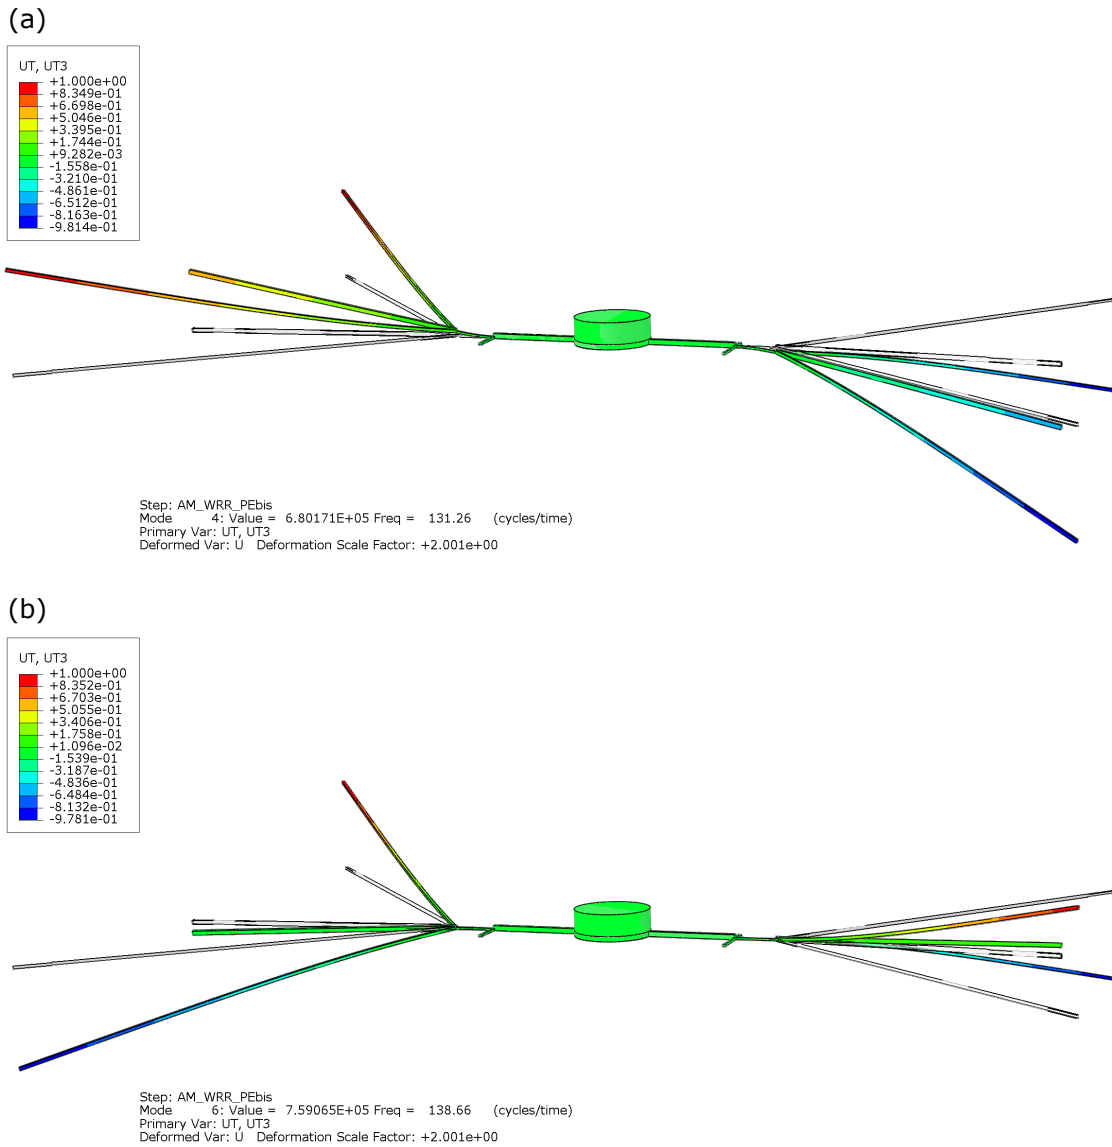 (a)
UT, UT3
+1.000e+00
+8.349e-01
+6.698e-01
+5.046e-01
+3.395e-01
+1.744e-01
+9.282e-03
-1.558e-01
-3.210e-01
-4.861e-01
-6.512e-01
-8.163e-01
-9.814e-01
Step: AM_WRR_PEbis
Mode 4: Value = 6.80171E+05 Freq = 131.26 (cycles/time)
Primary Var: UT, UT3
Deformed Var: U Deformation Scale Factor: +2.001e+00
(b)
UT, UT3
+1.000e+00
+8.352e-01
+6.703e-01
+5.055e-01
+3.406e-01
+1.758e-01
+1.096e-02
-1.539e-01
-3.187e-01
-4.836e-01
-6.484e-01
-8.132e-01
-9.781e-01
Step: AM_WRR_PEbis
Mode 6: Value = 7.59065E+05 Freq = 138.66 (cycles/time)
Primary Var: UT, UT3
Deformed Var: U Deformation Scale Factor: +2.001e+00